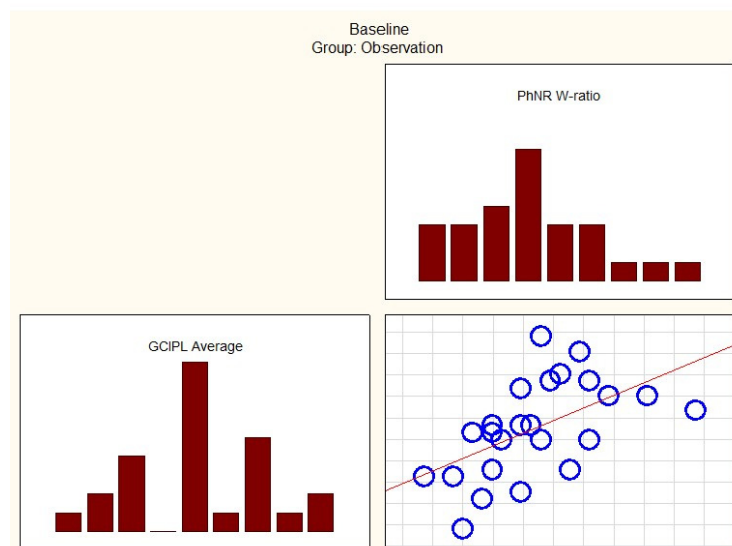 Baseline
Group: Observation
PhNR W-ratio
GCIPL Average